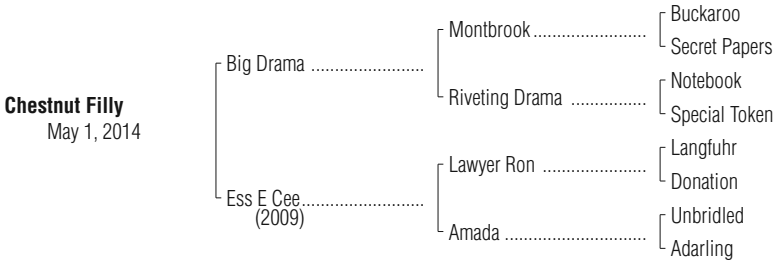 Chestnut Filly
May 1, 2014
Big Drama ........................
Ess E Cee..........................
(2009)
Montbrook ........................
Riveting Drama ................
Lawyer Ron ......................
Amada ..............................
Buckaroo
Secret Papers
Notebook
Special Token
Langfuhr
Donation
Unbridled
Adarling